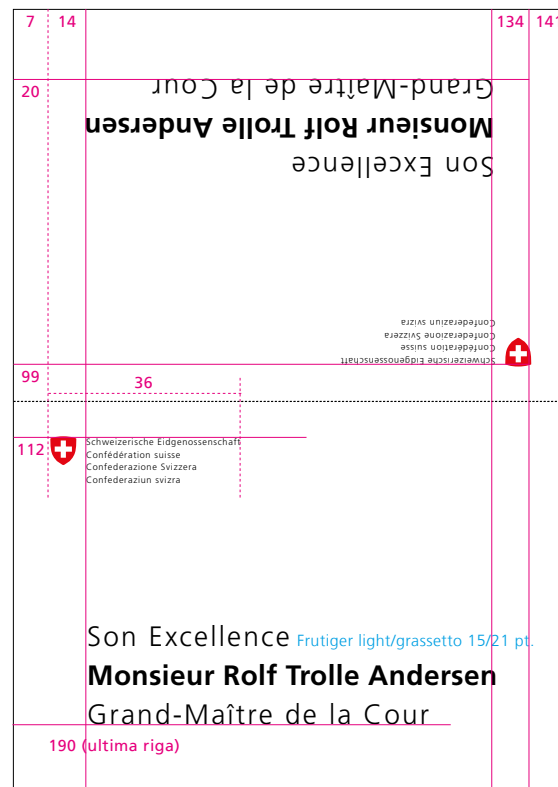 7 14 134 141
20
Grand-Maître de la Cour
Monsieur Rolf Trolle Andersen
Son Excellence
Confederaziun svizra
Confederazione Svizzera
Confédération suisse
Schweizerische Eidgenossenschaft
99
36
112
Schweizerische Eidgenossenschaft
Confédération suisse
Confederazione Svizzera
Confederaziun svizra
Son Excellence Frutiger light/grassetto 15/21 pt.
Monsieur Rolf Trolle Andersen
Grand-Maître de la Cour
190 (ultima riga)